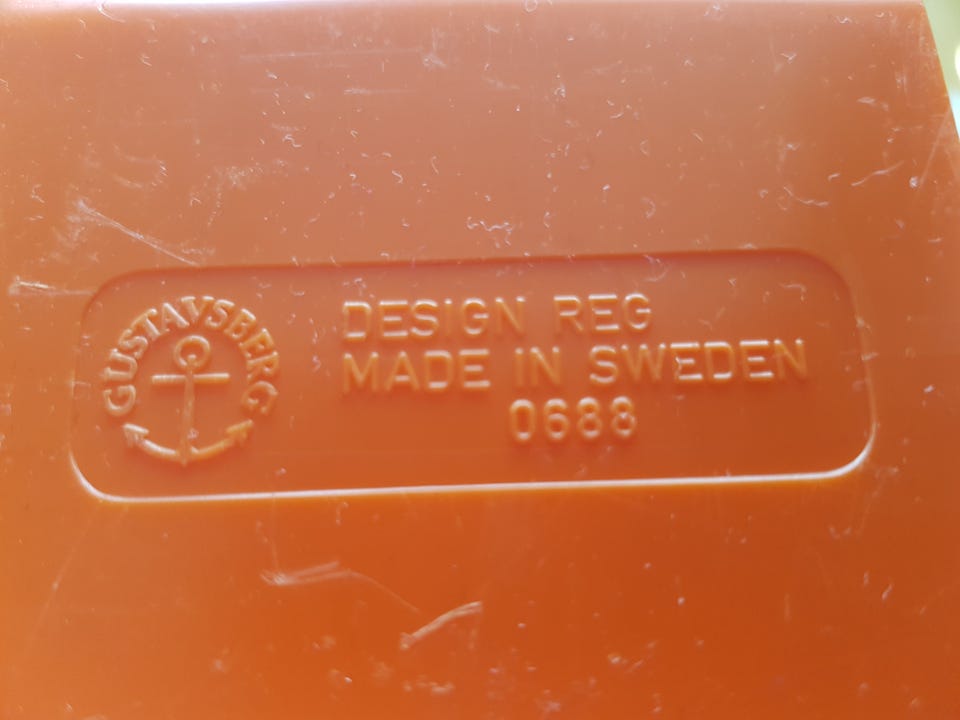 GUSTAVSBERG
DESIGN REG
MADE IN SWEDEN
0688